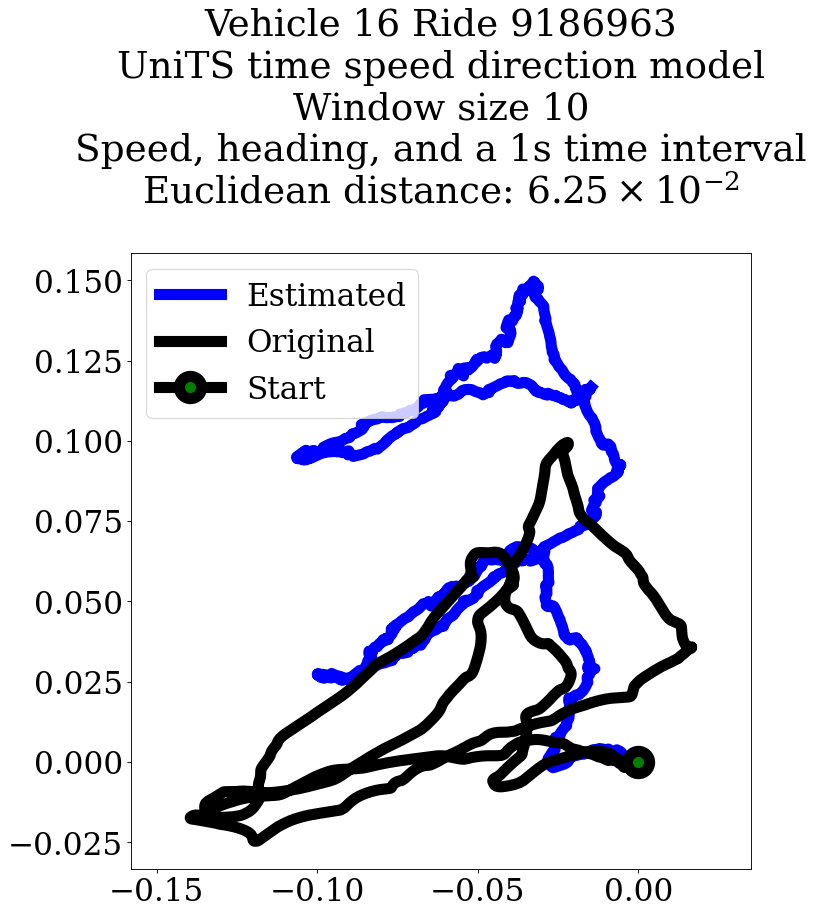 Vehicle 16 Ride 9186963
UniTS time speed direction model
Window size 10
Speed, heading, and a 1s time interval
Euclidean distance: 6.25 × 10⁻²
Estimated
Original
Start
0.150
0.125
0.100
0.075
0.050
0.025
0.000
−0.025
−0.15
−0.10
−0.05
0.00